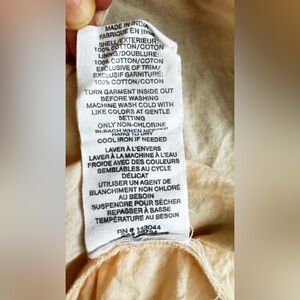 MADE IN INDIA
FABRIQUE EN INDE
SHELL/EXTERIEUR:
100% COTTON/COTON
LINING/DOUBLURE:
100% COTTON/COTON
EXCLUSIVE OF TRIM/
EXCLUSIF GARNITURE:
100% COTTON/COTON
TURN GARMENT INSIDE OUT
BEFORE WASHING
MACHINE WASH COLD WITH
LIKE COLORS AT GENTLE
SETTING
ONLY NON-CHLORINE
BLEACH WHEN NEEDED
HANG TO DRY
COOL IRON IF NEEDED
LAVER À L'ENVERS
LAVER À LA MACHINE À L'EAU
FROIDE AVEC DES COULEURS
SEMBLABLES AU CYCLE
DÉLICAT
UTILISER UN AGENT DE
BLANCHIMENT NON CHLORÉ
AU BESOIN
SUSPENDRE POUR SÉCHER
REPASSER À BASSE
TEMPÉRATURE AU BESOIN
RN # 143044